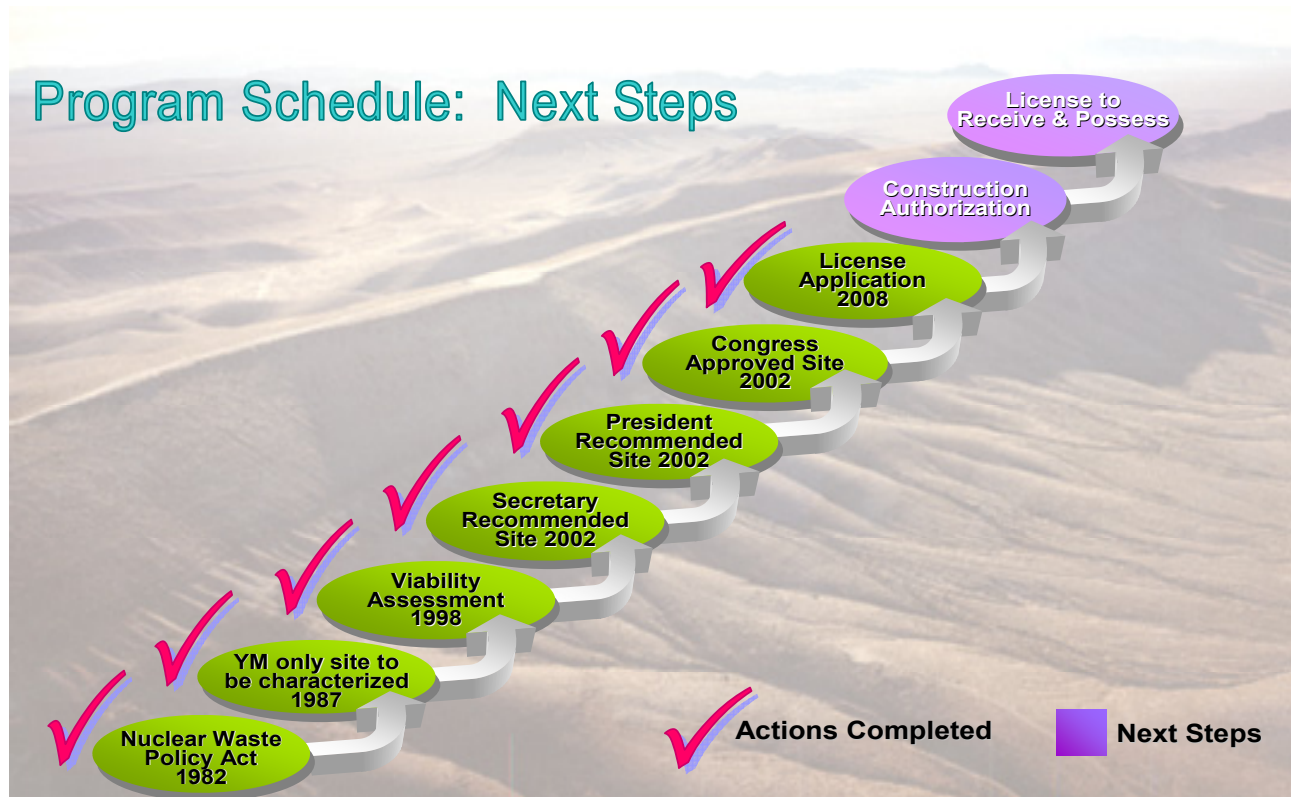 Program Schedule: Next Steps
License to
Receive & Possess
Construction
Authorization
License
Application
2008
Congress
Approved Site
2002
President
Recommended
Site 2002
Secretary
Recommended
Site 2002
Viability
Assessment
1998
YM only site to
be characterized
1987
Nuclear Waste
Policy Act
1982
Actions Completed
Next Steps